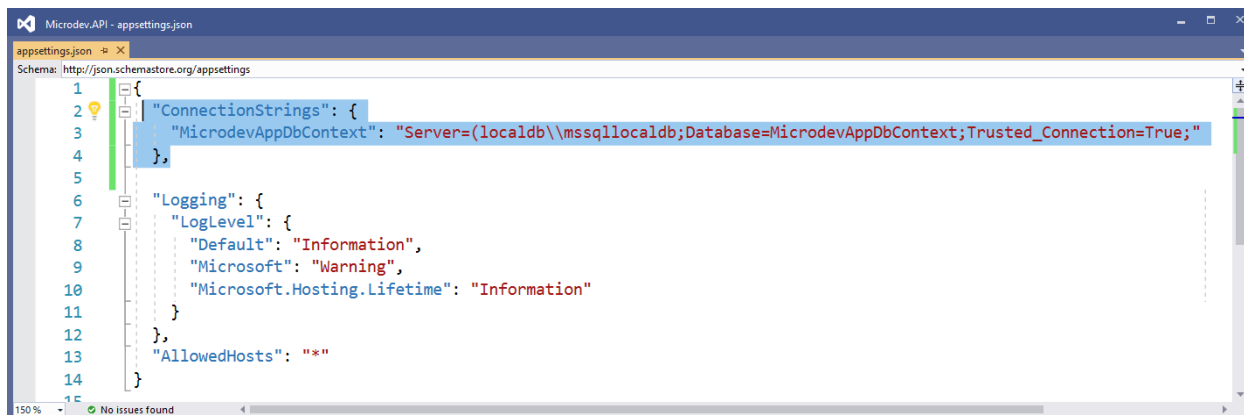 Microdev.API - appsettings.json
appsettings.json
Schema: http://json.schemastore.org/appsettings
1 {
2 "ConnectionStrings": {
3 "MicrodevAppDbContext": "Server=(localdb\\mssqllocaldb;Database=MicrodevAppDbContext;Trusted_Connection=True;"
4 },
5
6 "Logging": {
7 "LogLevel": {
8 "Default": "Information",
9 "Microsoft": "Warning",
10 "Microsoft.Hosting.Lifetime": "Information"
11 }
12 },
13 "AllowedHosts": "*"
14 }
15
150 % No issues found